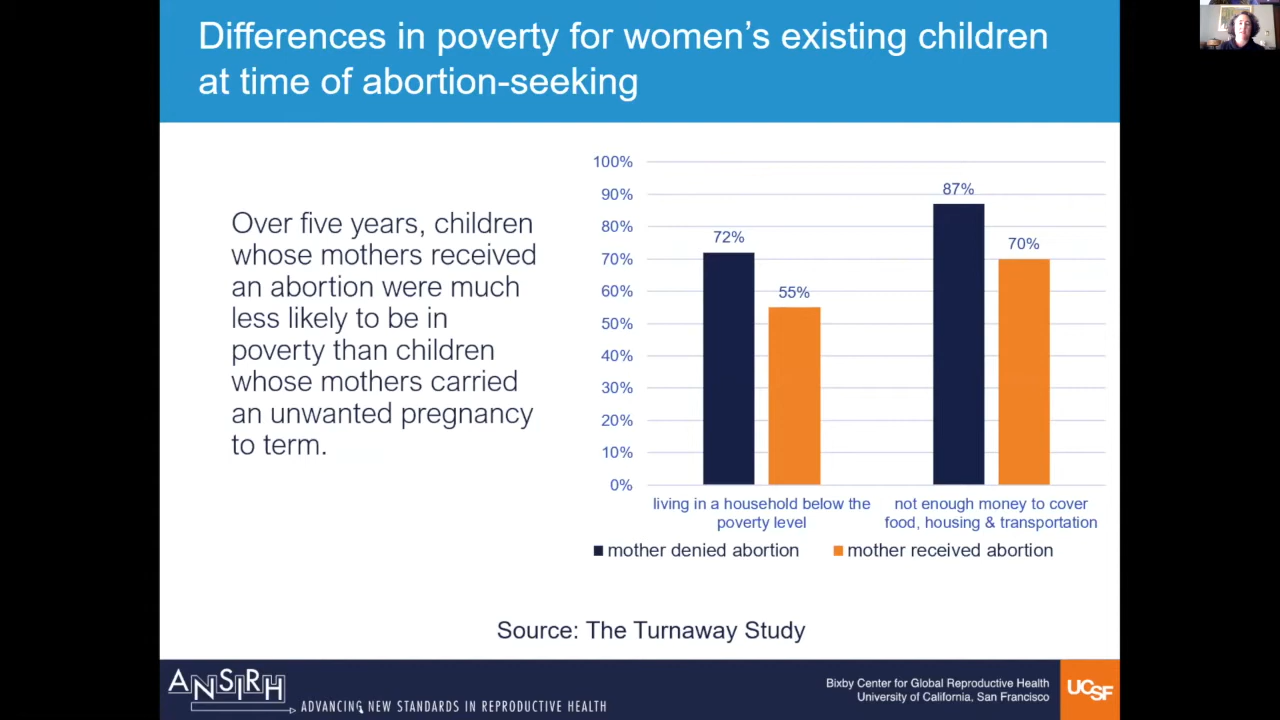 Differences in poverty for women's existing children
at time of abortion-seeking
Over five years, children
whose mothers received
an abortion were much
less likely to be in
poverty than children
whose mothers carried
an unwanted pregnancy
to term.
100%
90%
80%
70%
60%
50%
40%
30%
20%
10%
0%
72%
55%
87%
70%
living in a household below the
poverty level
not enough money to cover
food, housing & transportation
mother denied abortion
mother received abortion
Source: The Turnaway Study
ANSIRH
ADVANCING NEW STANDARDS IN REPRODUCTIVE HEALTH
Bixby Center for Global Reproductive Health
University of California, San Francisco
UCSF